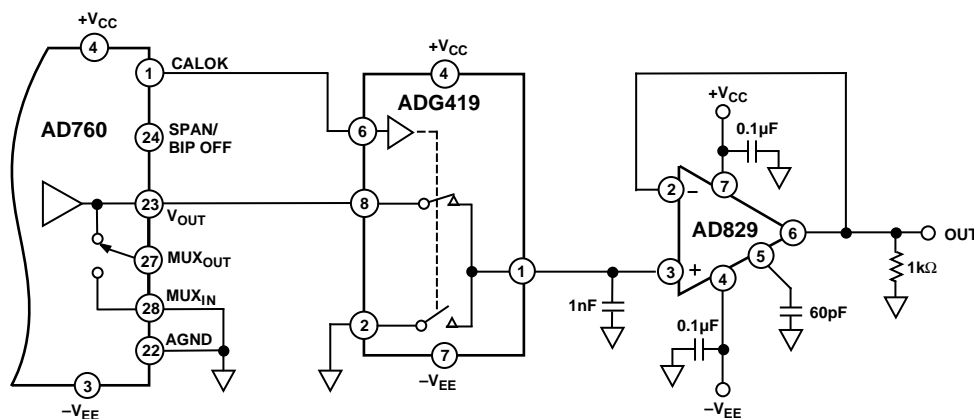 +VCC
4
1
CALOK
AD760
24
SPAN/
BIP OFF
23
VOUT
27
MUXOUT
28
MUXIN
22
AGND
3
–VEE
+VCC
4
ADG419
6
8
1
2
7
–VEE
1nF
+VCC
0.1µF
7
2
–
AD829
6
3
+
5
4
0.1µF
60pF
–VEE
OUT
1kΩ